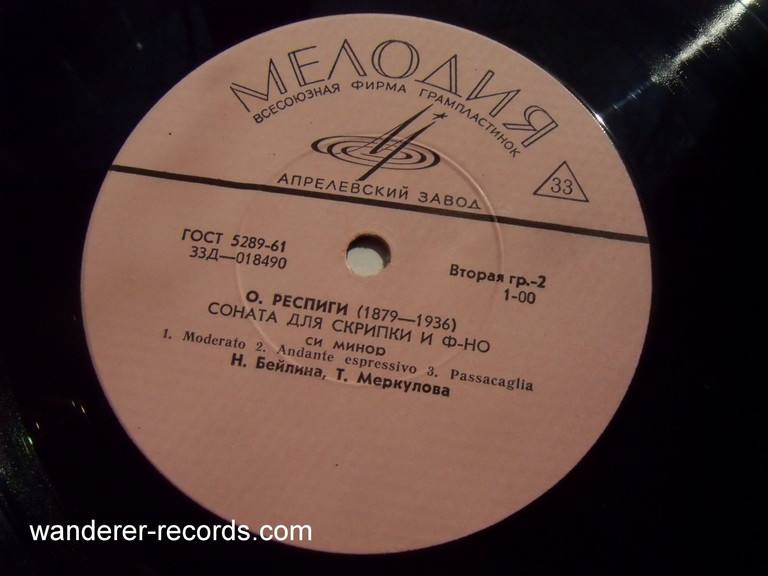 МЕЛОДИЯ
ВСЕСОЮЗНАЯ ФИРМА ГРАМПЛАСТИНОК
АПРЕЛЕВСКИЙ ЗАВОД
33
ГОСТ 5289-61
33Д—018490
Вторая гр.-2
1-00
О. РЕСПИГИ (1879—1936)
СОНАТА ДЛЯ СКРИПКИ И Ф-НО
СИ МИНОР
1. Moderato 2. Andante espressivo 3. Passacaglia
Н. Бейлина, Т. Меркулова
wanderer-records.com